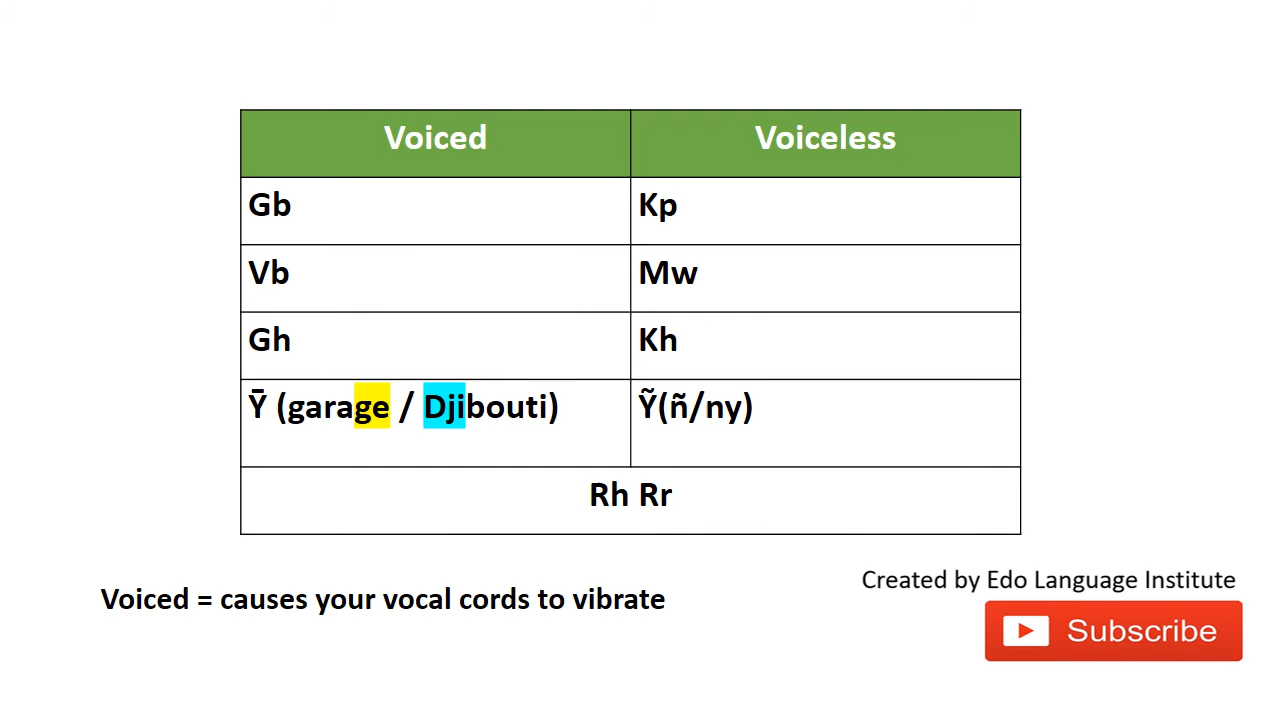 Voiced Voiceless
Gb Kp
Vb Mw
Gh Kh
Ȳ (garage / Djibouti) Ỹ(ñ/ny)
Rh Rr
Voiced = causes your vocal cords to vibrate
Created by Edo Language Institute
Subscribe